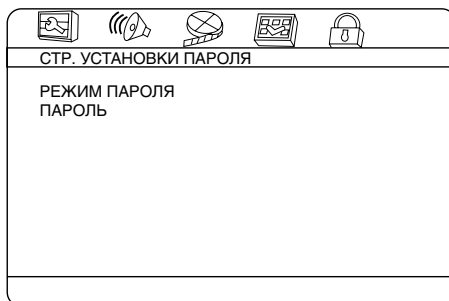 СТР. УСТАНОВКИ ПАРОЛЯ
РЕЖИМ ПАРОЛЯ
ПАРОЛЬ